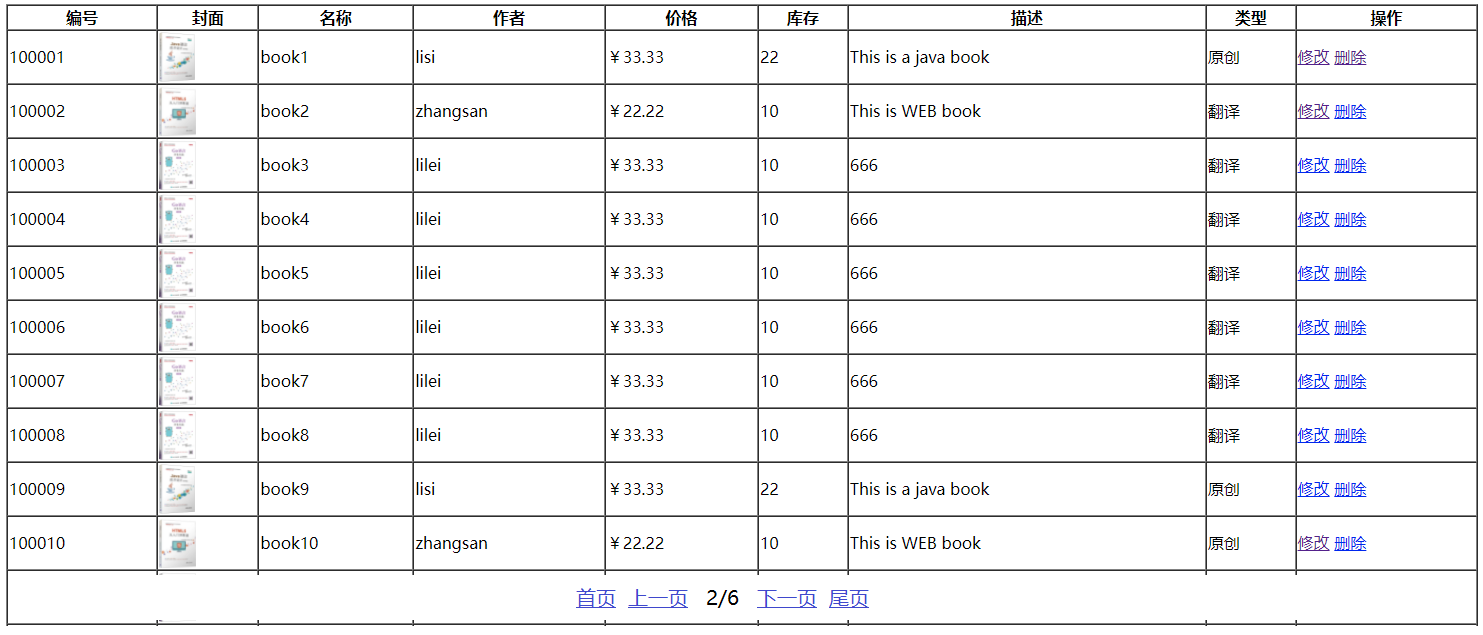 编号 封面 名称 作者 价格 库存 描述 类型 操作
100001 book1 lisi ￥33.33 22 This is a java book 原创 修改 删除
100002 book2 zhangsan ￥22.22 10 This is WEB book 翻译 修改 删除
100003 book3 lilei ￥33.33 10 666 翻译 修改 删除
100004 book4 lilei ￥33.33 10 666 翻译 修改 删除
100005 book5 lilei ￥33.33 10 666 翻译 修改 删除
100006 book6 lilei ￥33.33 10 666 翻译 修改 删除
100007 book7 lilei ￥33.33 10 666 翻译 修改 删除
100008 book8 lilei ￥33.33 10 666 翻译 修改 删除
100009 book9 lisi ￥33.33 22 This is a java book 原创 修改 删除
100010 book10 zhangsan ￥22.22 10 This is WEB book 原创 修改 删除
首页 上一页 2/6 下一页 尾页